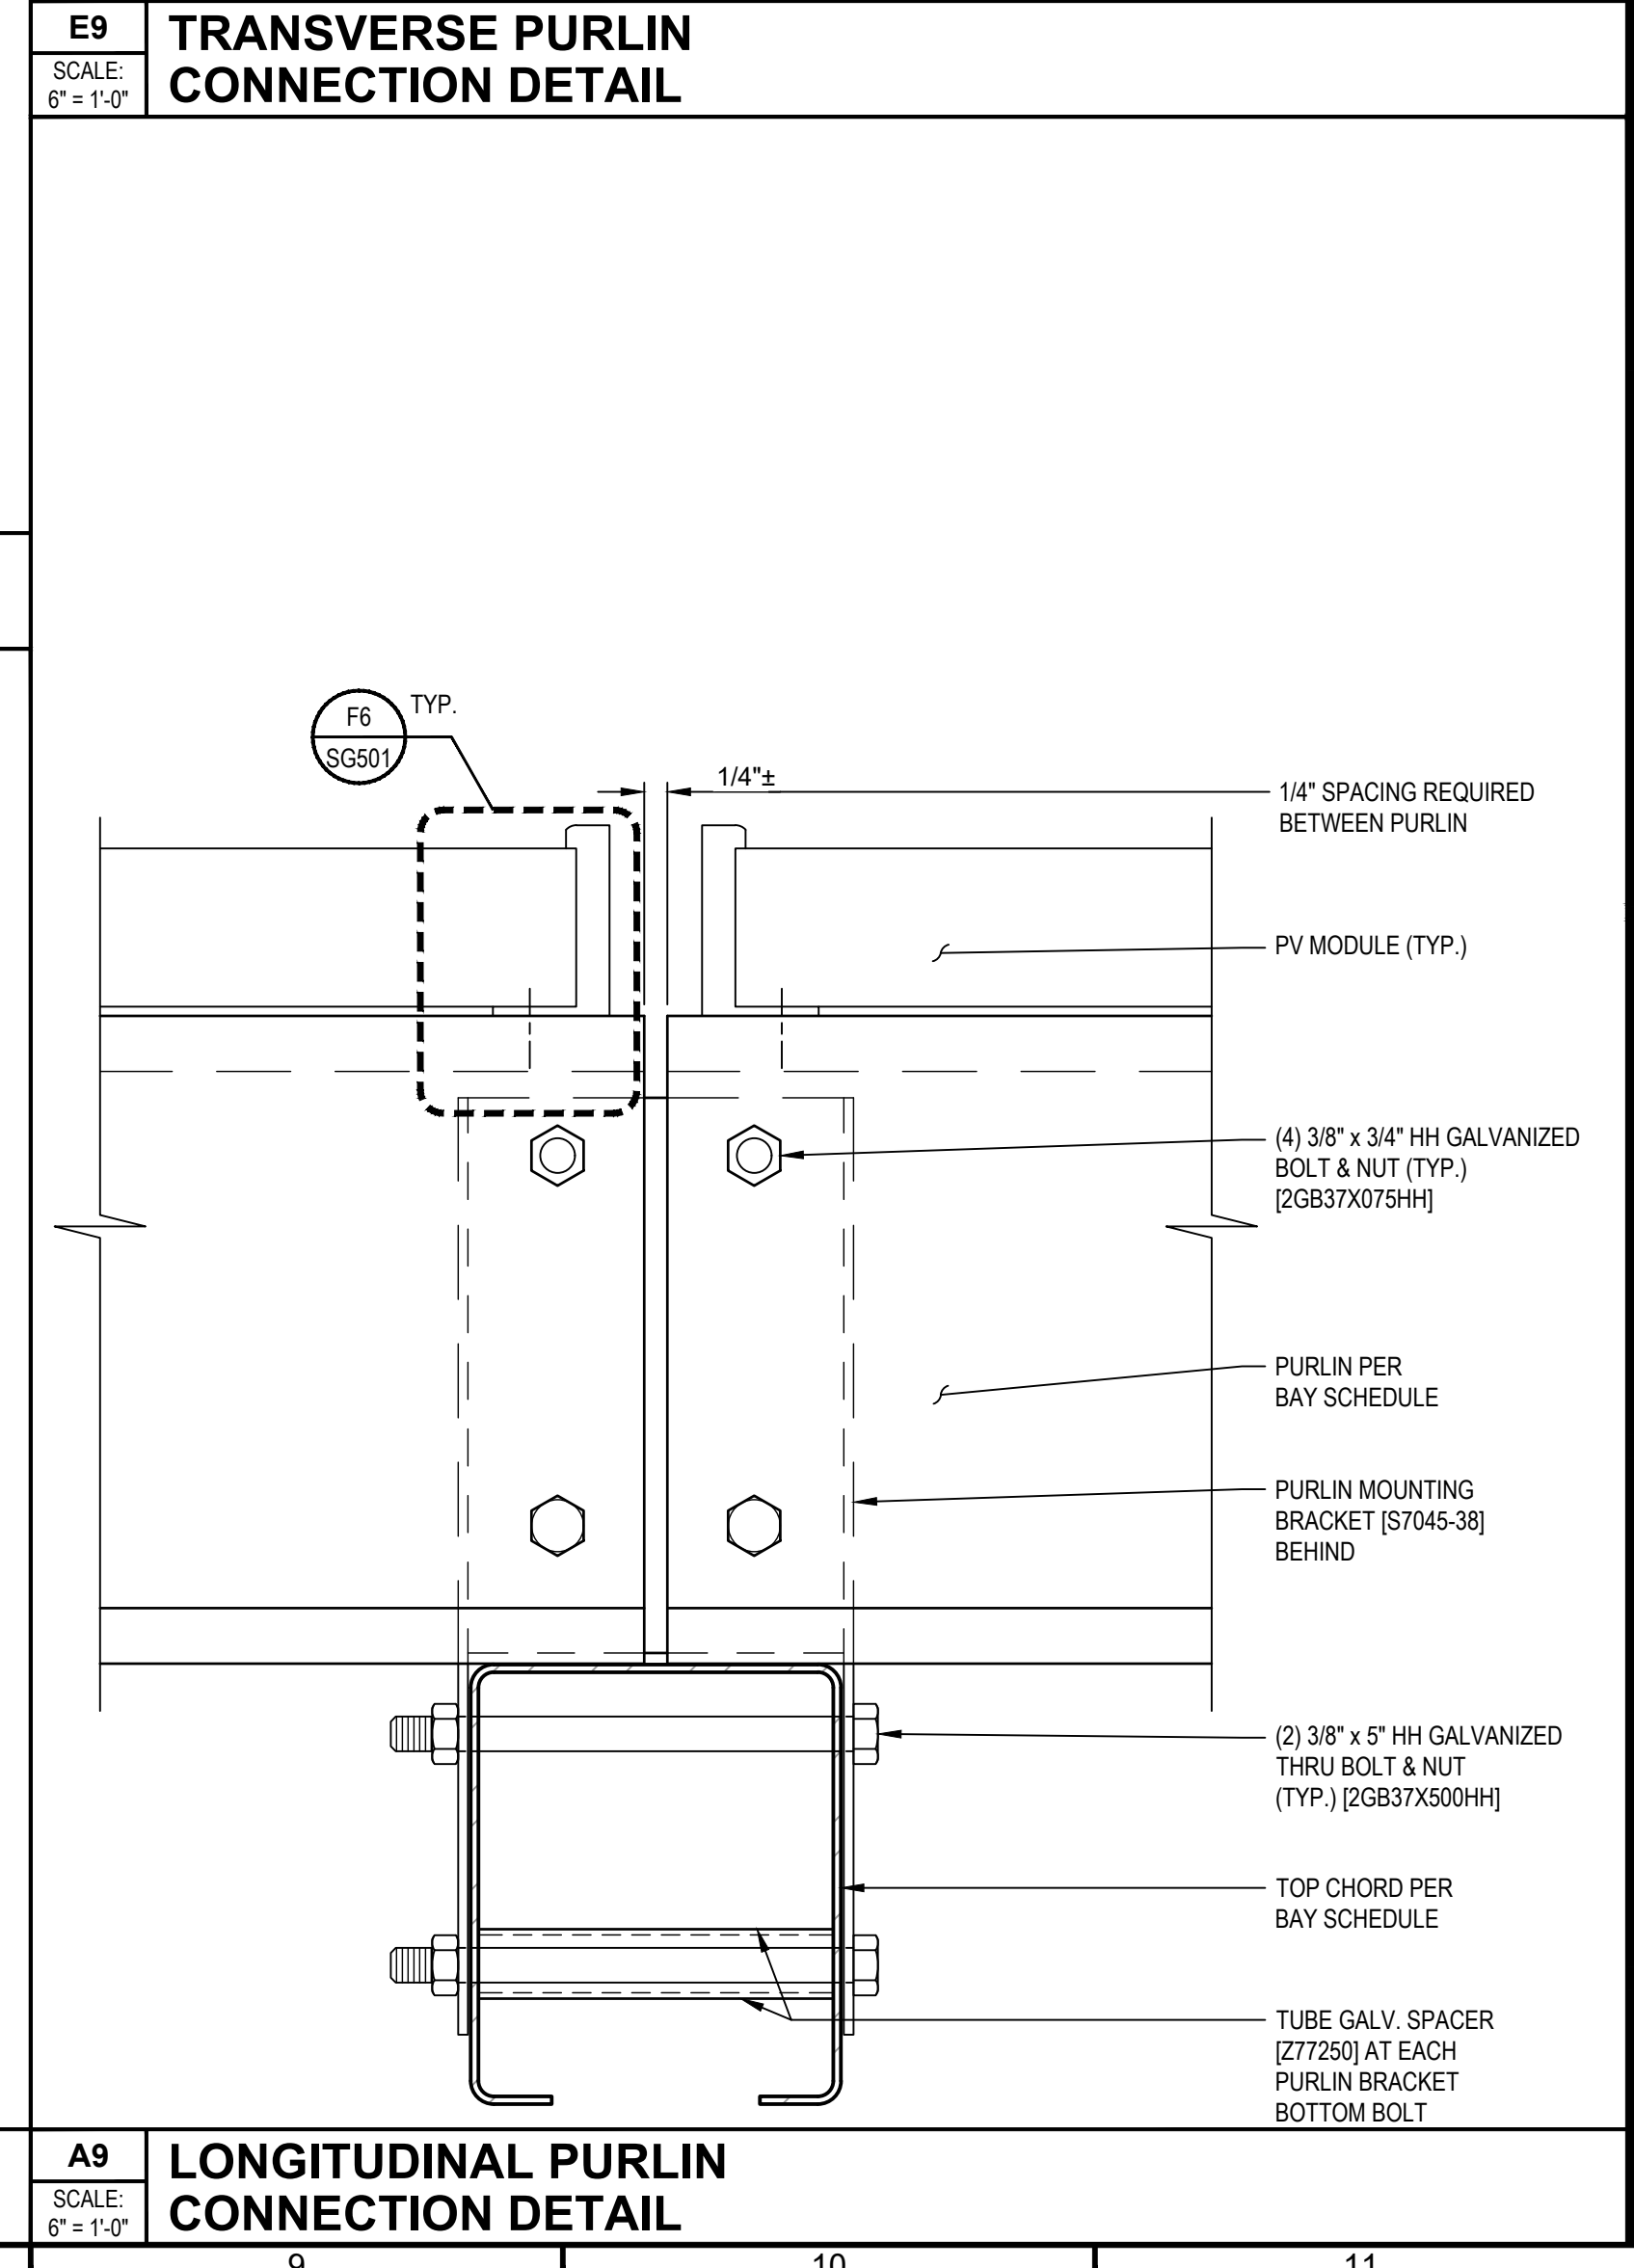 E9
SCALE:
6" = 1'-0"
TRANSVERSE PURLIN
CONNECTION DETAIL
F6
SG501
TYP.
1/4"±
1/4" SPACING REQUIRED
BETWEEN PURLIN
PV MODULE (TYP.)
(4) 3/8" x 3/4" HH GALVANIZED
BOLT & NUT (TYP.)
[2GB37X075HH]
PURLIN PER
BAY SCHEDULE
PURLIN MOUNTING
BRACKET [S7045-38]
BEHIND
(2) 3/8" x 5" HH GALVANIZED
THRU BOLT & NUT
(TYP.) [2GB37X500HH]
TOP CHORD PER
BAY SCHEDULE
TUBE GALV. SPACER
[Z77250] AT EACH
PURLIN BRACKET
BOTTOM BOLT
A9
SCALE:
6" = 1'-0"
LONGITUDINAL PURLIN
CONNECTION DETAIL
9
10
11